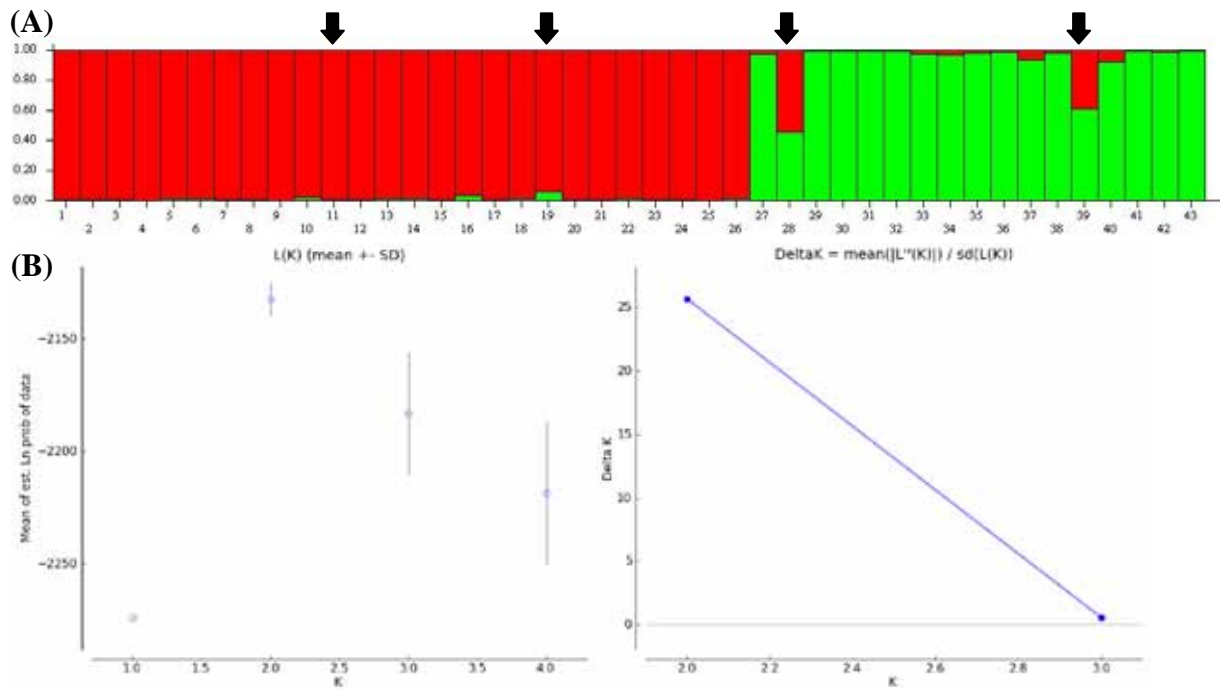 (A)
1.00
0.80
0.60
0.40
0.20
0.00
1 3 5 7 9 11 13 15 17 19 21 23 25 27 29 31 33 35 37 39 41 43
2 4 6 8 10 12 14 16 18 20 22 24 26 28 30 32 34 36 38 40 42
(B)
L(K) (mean +- SD)
Mean of est. Ln prob of data
−2150
−2200
−2250
1.0 1.5 2.0 2.5 3.0 3.5 4.0
K
DeltaK = mean(|L"(K)|) / sd(L(K))
Delta K
25
20
15
10
5
0
2.0 2.2 2.4 2.6 2.8 3.0
K